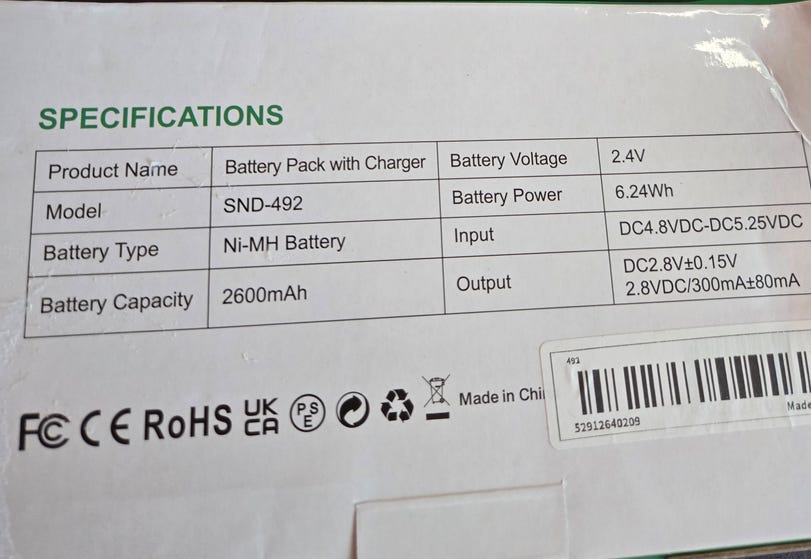 SPECIFICATIONS
Product Name Battery Pack with Charger Battery Voltage 2.4V
Model SND-492 Battery Power 6.24Wh
Battery Type Ni-MH Battery Input DC4.8VDC-DC5.25VDC
Battery Capacity 2600mAh Output DC2.8V±0.15V
2.8VDC/300mA±80mA
FC CE RoHS UK
CA
PS
E
Made in Chi
491
52912640209
Made